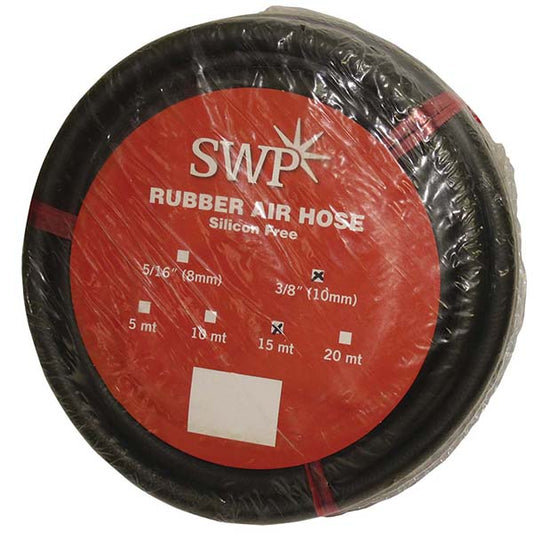 SWP
RUBBER AIR HOSE
Silicon Free
5/16" (8mm) 3/8" (10mm)
5 mt 10 mt 15 mt 20 mt